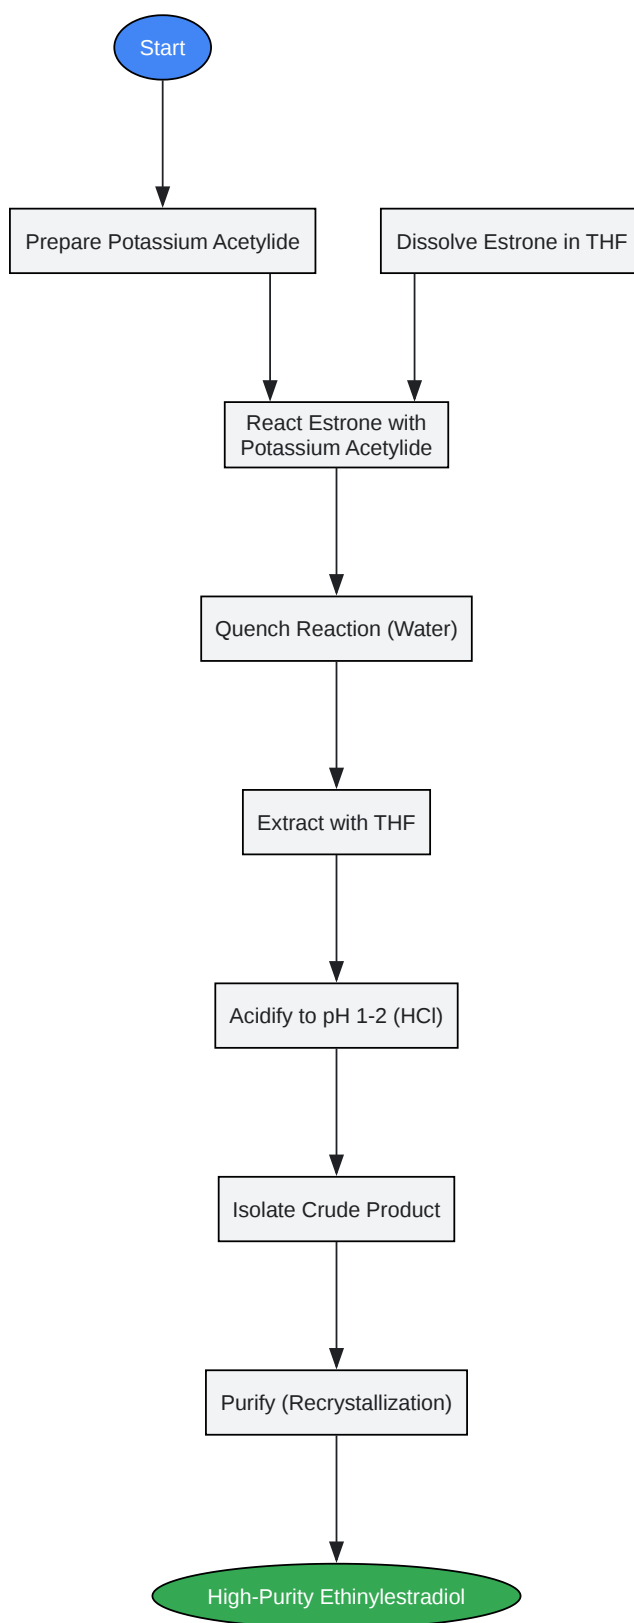 Start
Prepare Potassium Acetylide
Dissolve Estrone in THF
React Estrone with
Potassium Acetylide
Quench Reaction (Water)
Extract with THF
Acidify to pH 1-2 (HCl)
Isolate Crude Product
Purify (Recrystallization)
High-Purity Ethinylestradiol